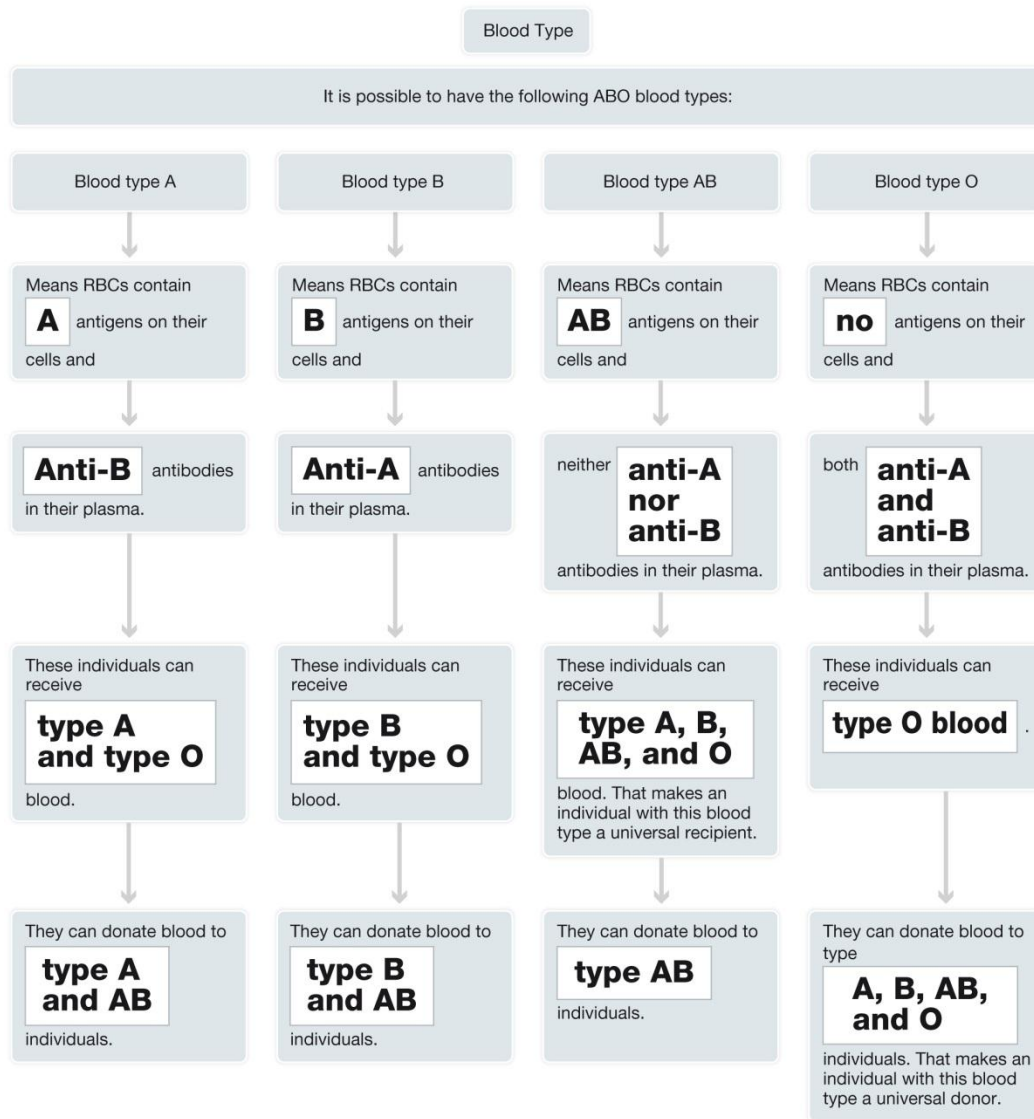 Blood Type
It is possible to have the following ABO blood types:
Blood type A
Means RBCs contain
A antigens on their
cells and
Anti-B antibodies
in their plasma.
These individuals can
receive
type A
and type O
blood.
They can donate blood to
type A
and AB
individuals.
Blood type B
Means RBCs contain
B antigens on their
cells and
Anti-A antibodies
in their plasma.
These individuals can
receive
type B
and type O
blood.
They can donate blood to
type B
and AB
individuals.
Blood type AB
Means RBCs contain
AB antigens on their
cells and
neither anti-A
nor
anti-B
antibodies in their plasma.
These individuals can
receive
type A, B,
AB, and O
blood. That makes an
individual with this blood
type a universal recipient.
They can donate blood to
type AB
individuals.
Blood type O
Means RBCs contain
no antigens on their
cells and
both anti-A
and
anti-B
antibodies in their plasma.
These individuals can
receive
type O blood .
They can donate blood to
type
A, B, AB,
and O
individuals. That makes an
individual with this blood
type a universal donor.